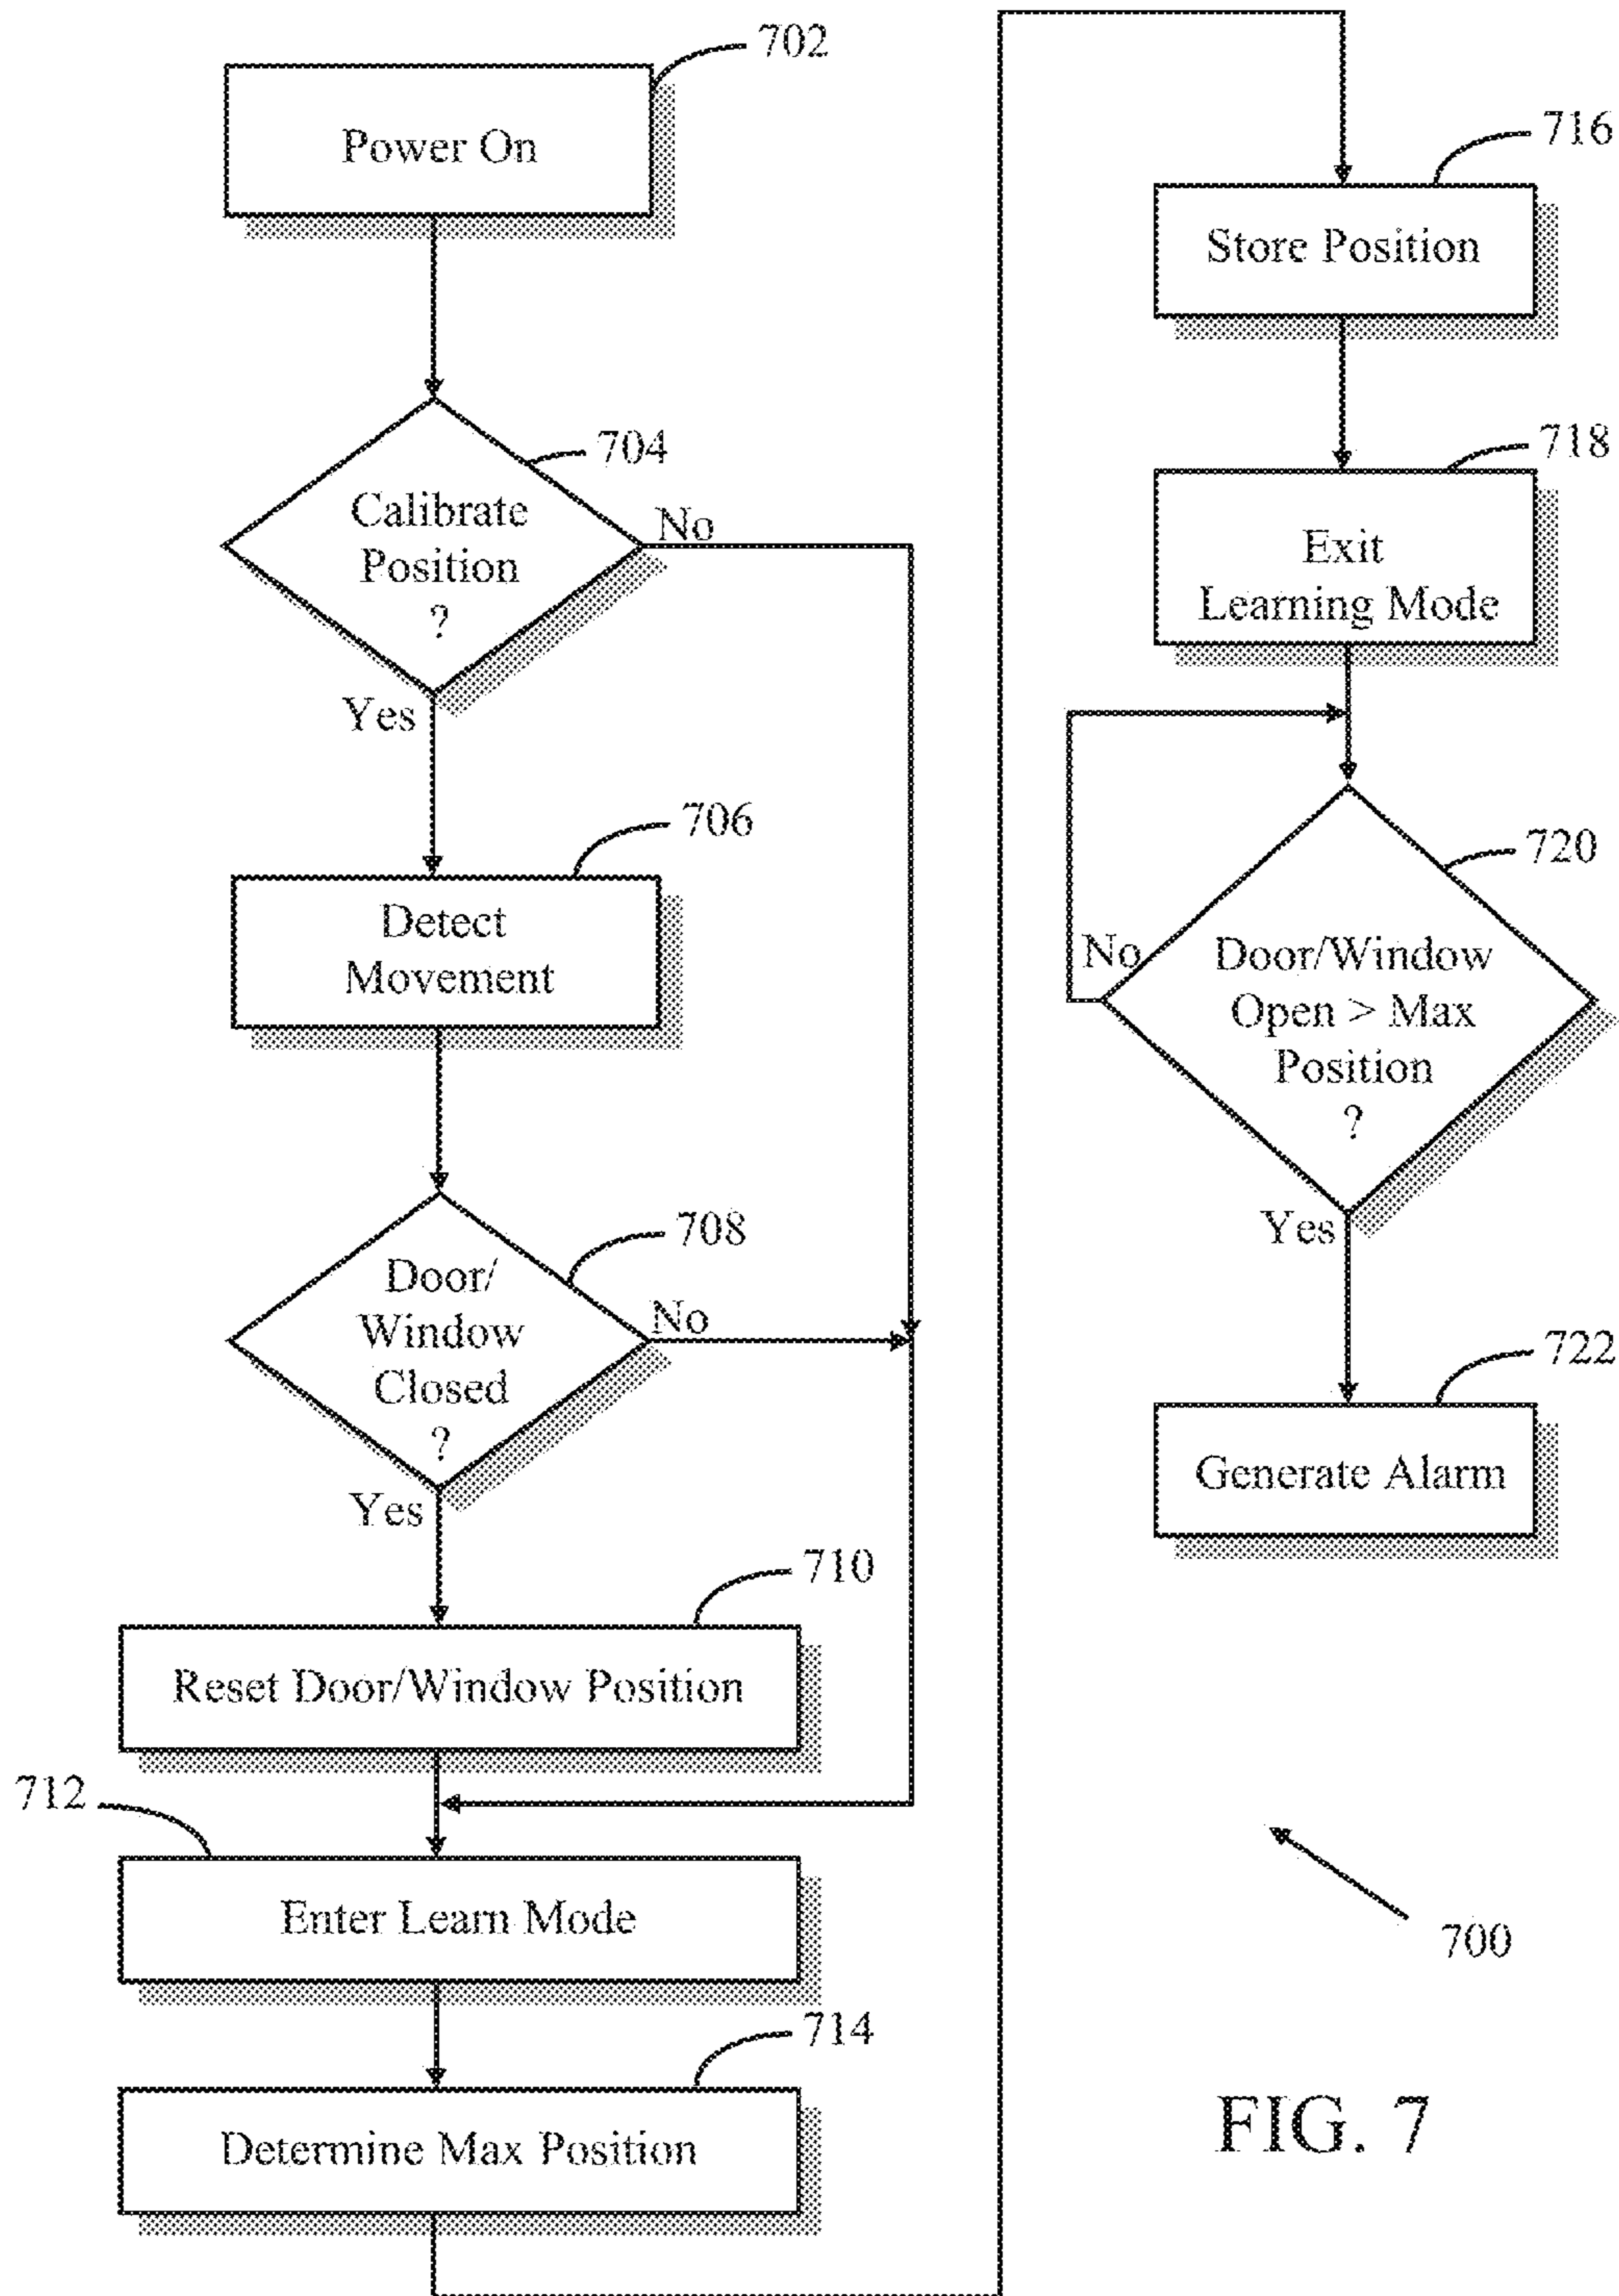 702
Power On
704
Calibrate
Position
?
No
Yes
706
Detect
Movement
708
Door/
Window
Closed
?
No
Yes
710
Reset Door/Window Position
712
Enter Learn Mode
714
Determine Max Position
716
Store Position
718
Exit
Learning Mode
720
No
Door/Window
Open > Max
Position
?
Yes
722
Generate Alarm
700
FIG. 7